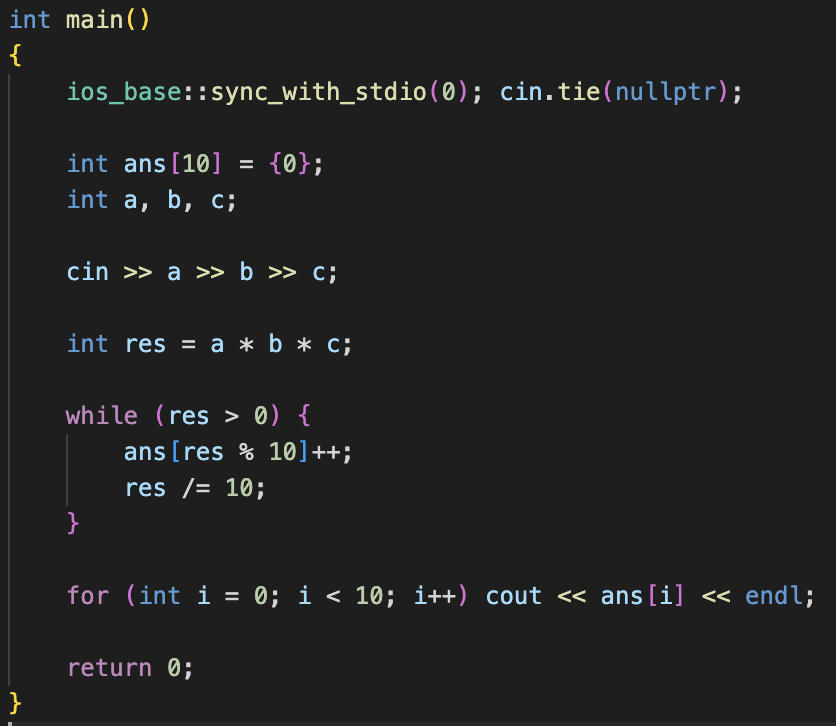 int main()
{
    ios_base::sync_with_stdio(0); cin.tie(nullptr);
    int ans[10] = {0};
    int a, b, c;
    cin >> a >> b >> c;
    int res = a * b * c;
    while (res > 0) {
        ans[res % 10]++;
        res /= 10;
    }
    for (int i = 0; i < 10; i++) cout << ans[i] << endl;
    return 0;
}